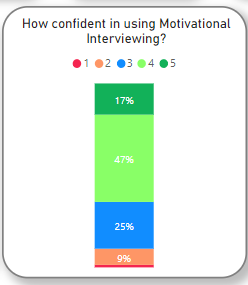 How confident in using Motivational
Interviewing?
1 2 3 4 5
17%
47%
25%
9%